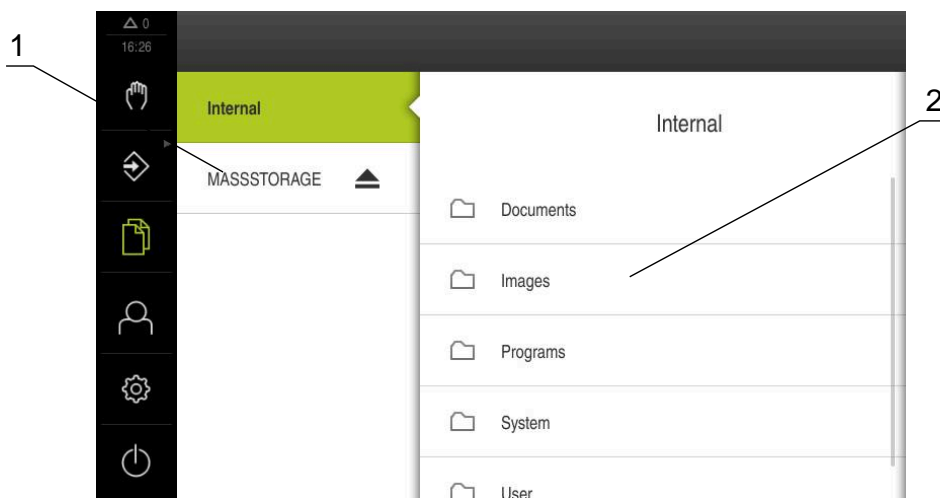 1
0
16:26
Internal
MASSSTORAGE
Internal
2
Documents
Images
Programs
System
User